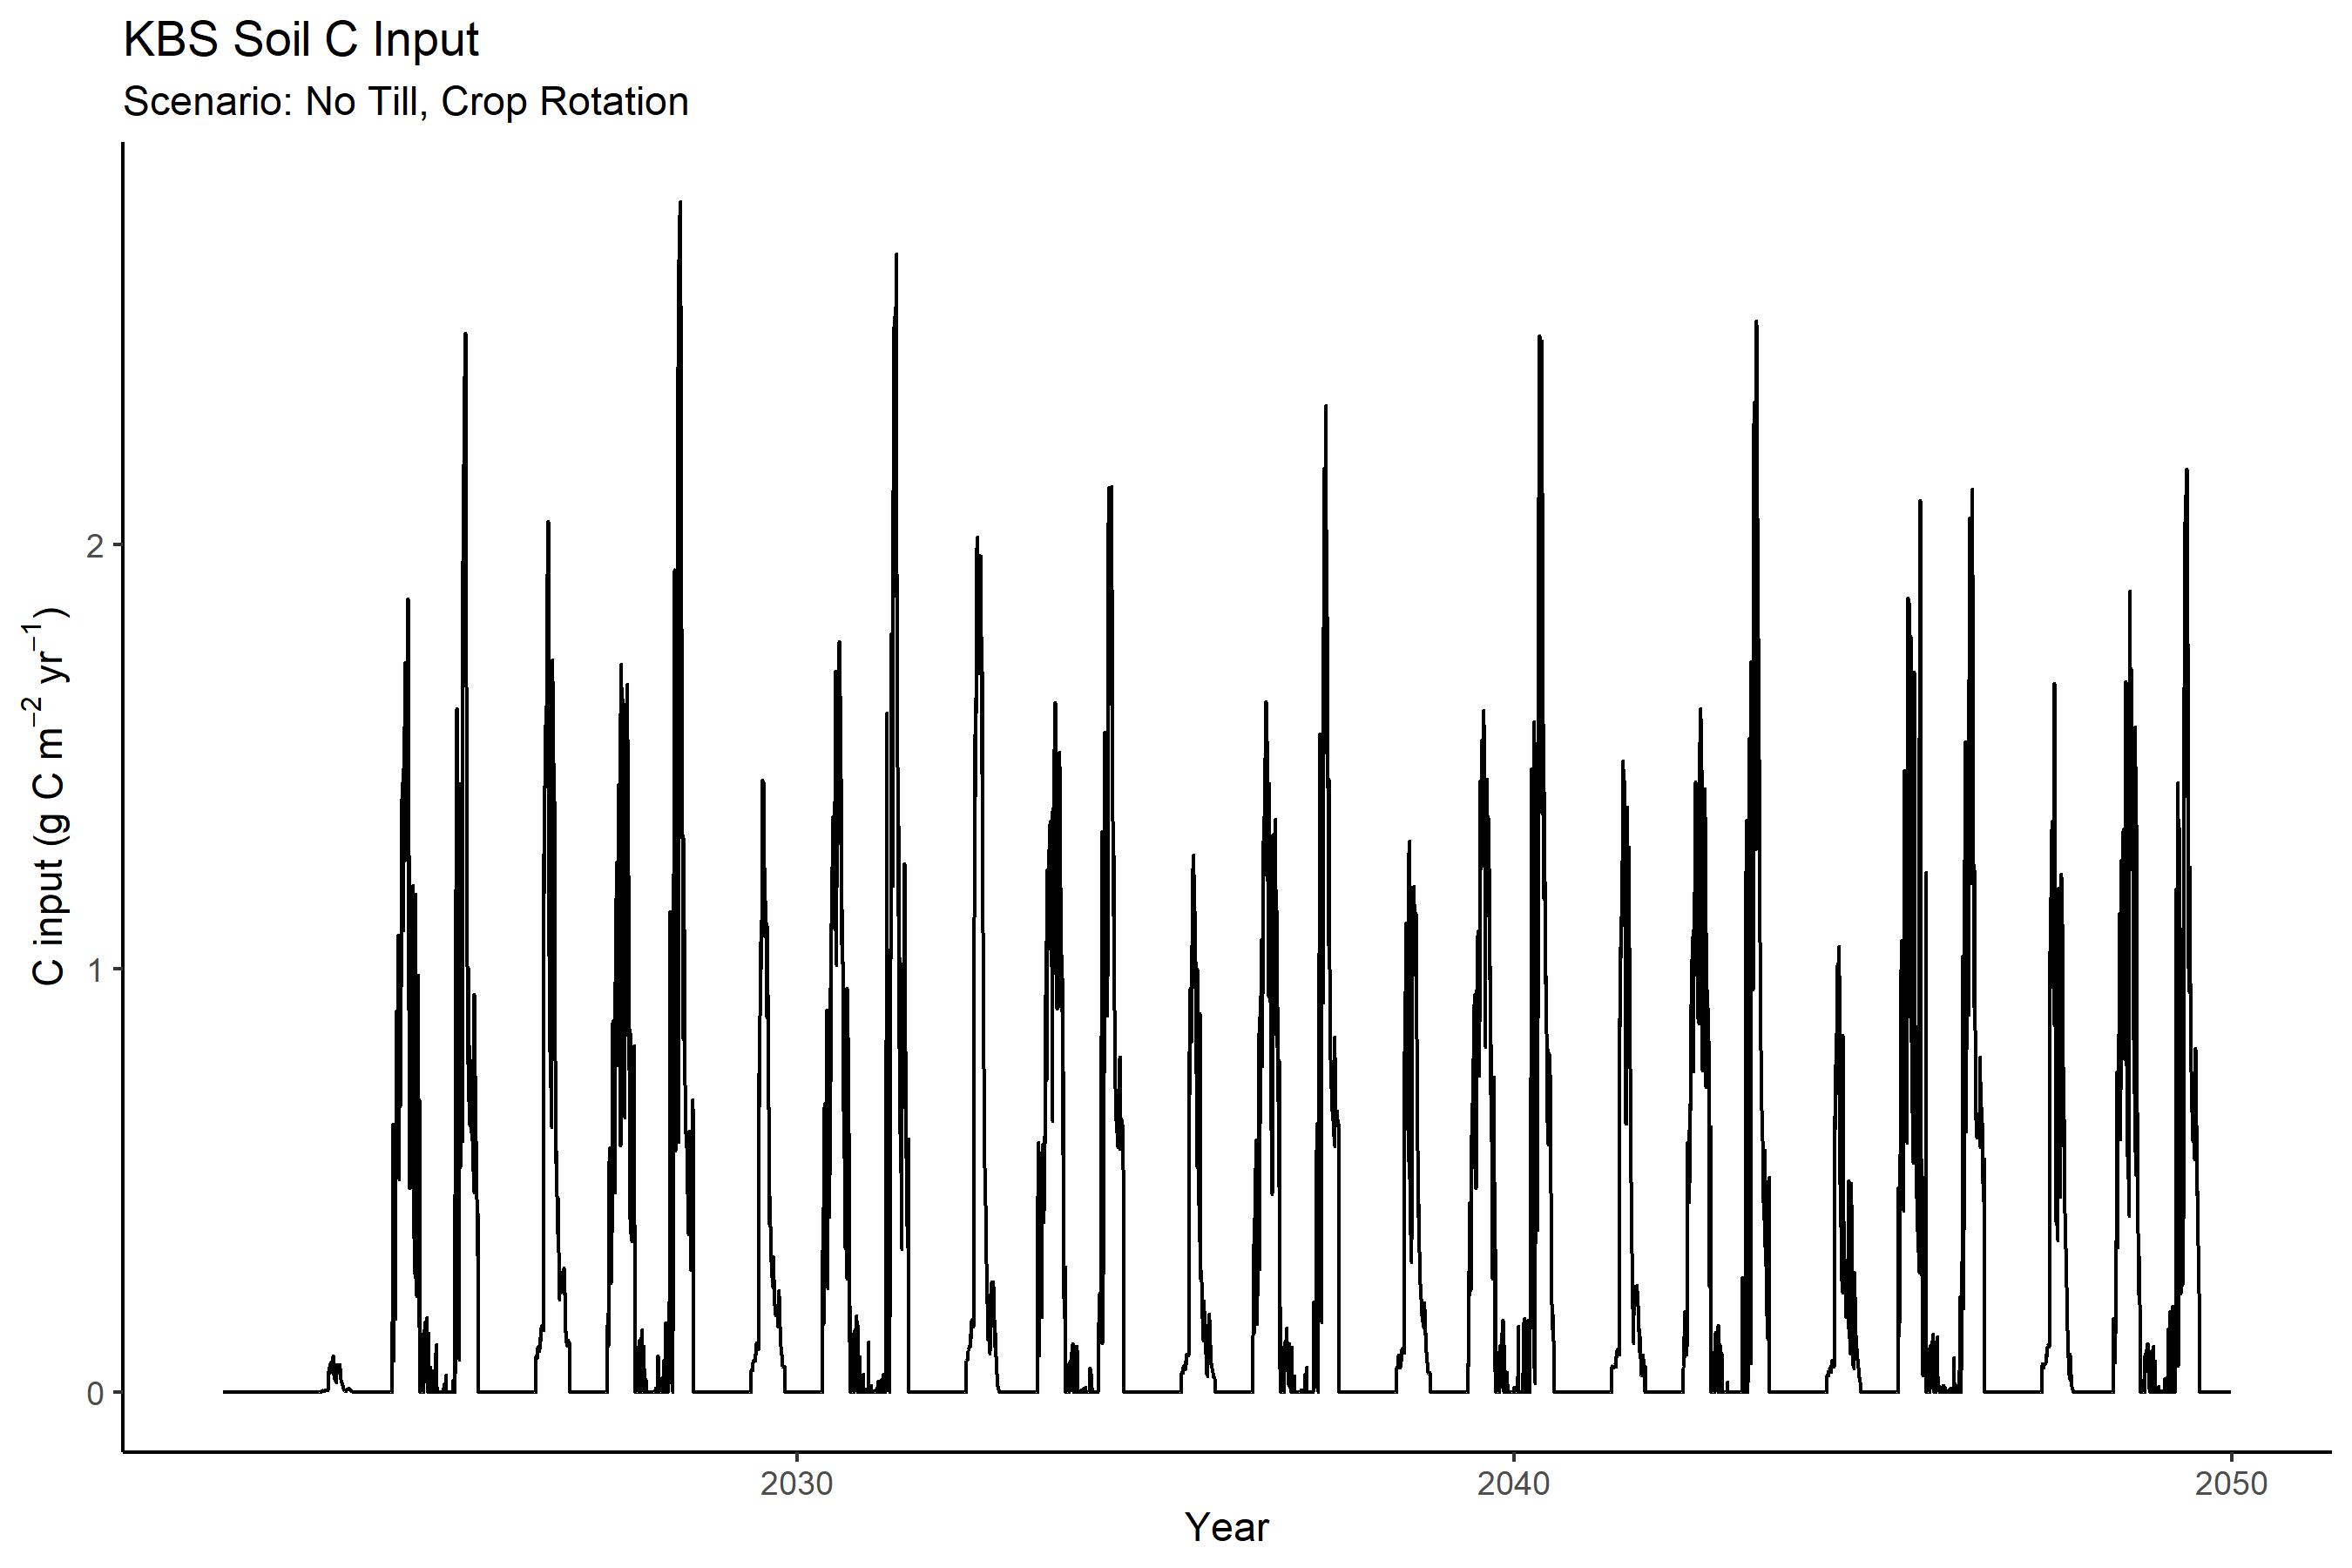 KBS Soil C Input
Scenario: No Till, Crop Rotation
C input (g C m⁻² yr⁻¹)
2
1
0
2030 2040 2050
Year